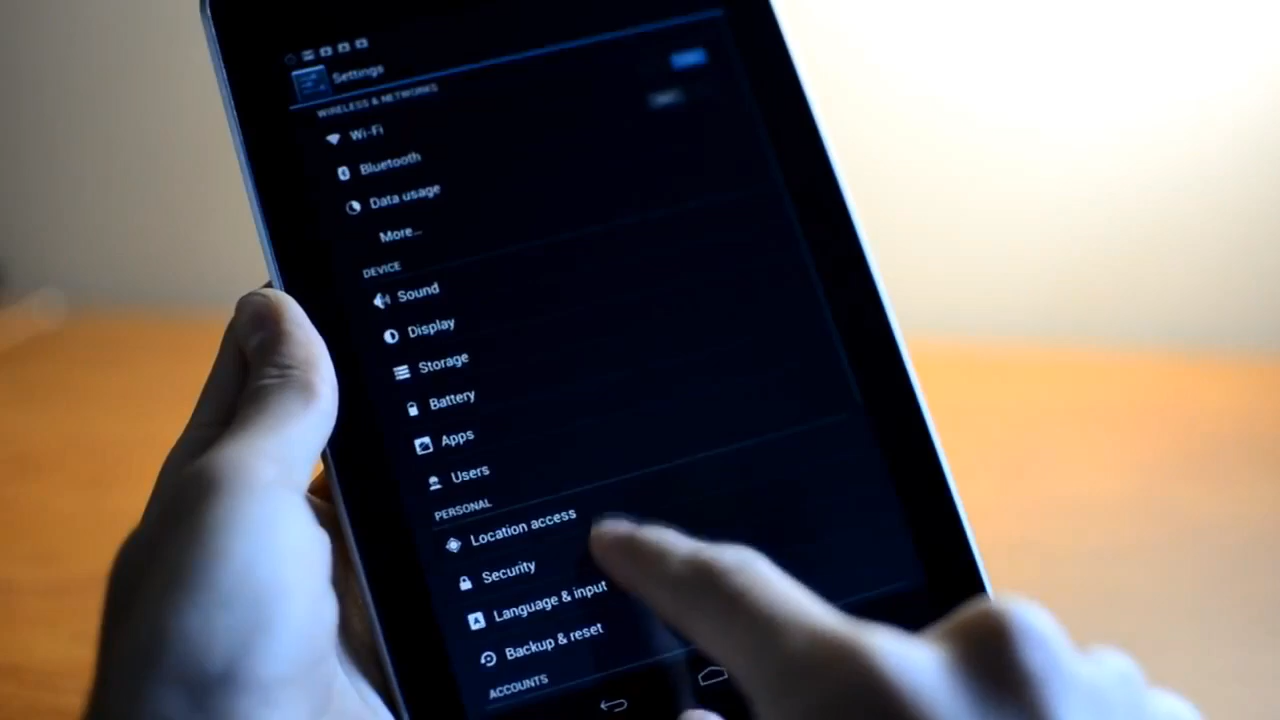 Settings
WIRELESS & NETWORKS
Wi-Fi
Bluetooth
Data usage
More...
DEVICE
Sound
Display
Storage
Battery
Apps
Users
PERSONAL
Location access
Security
Language & input
Backup & reset
ACCOUNTS